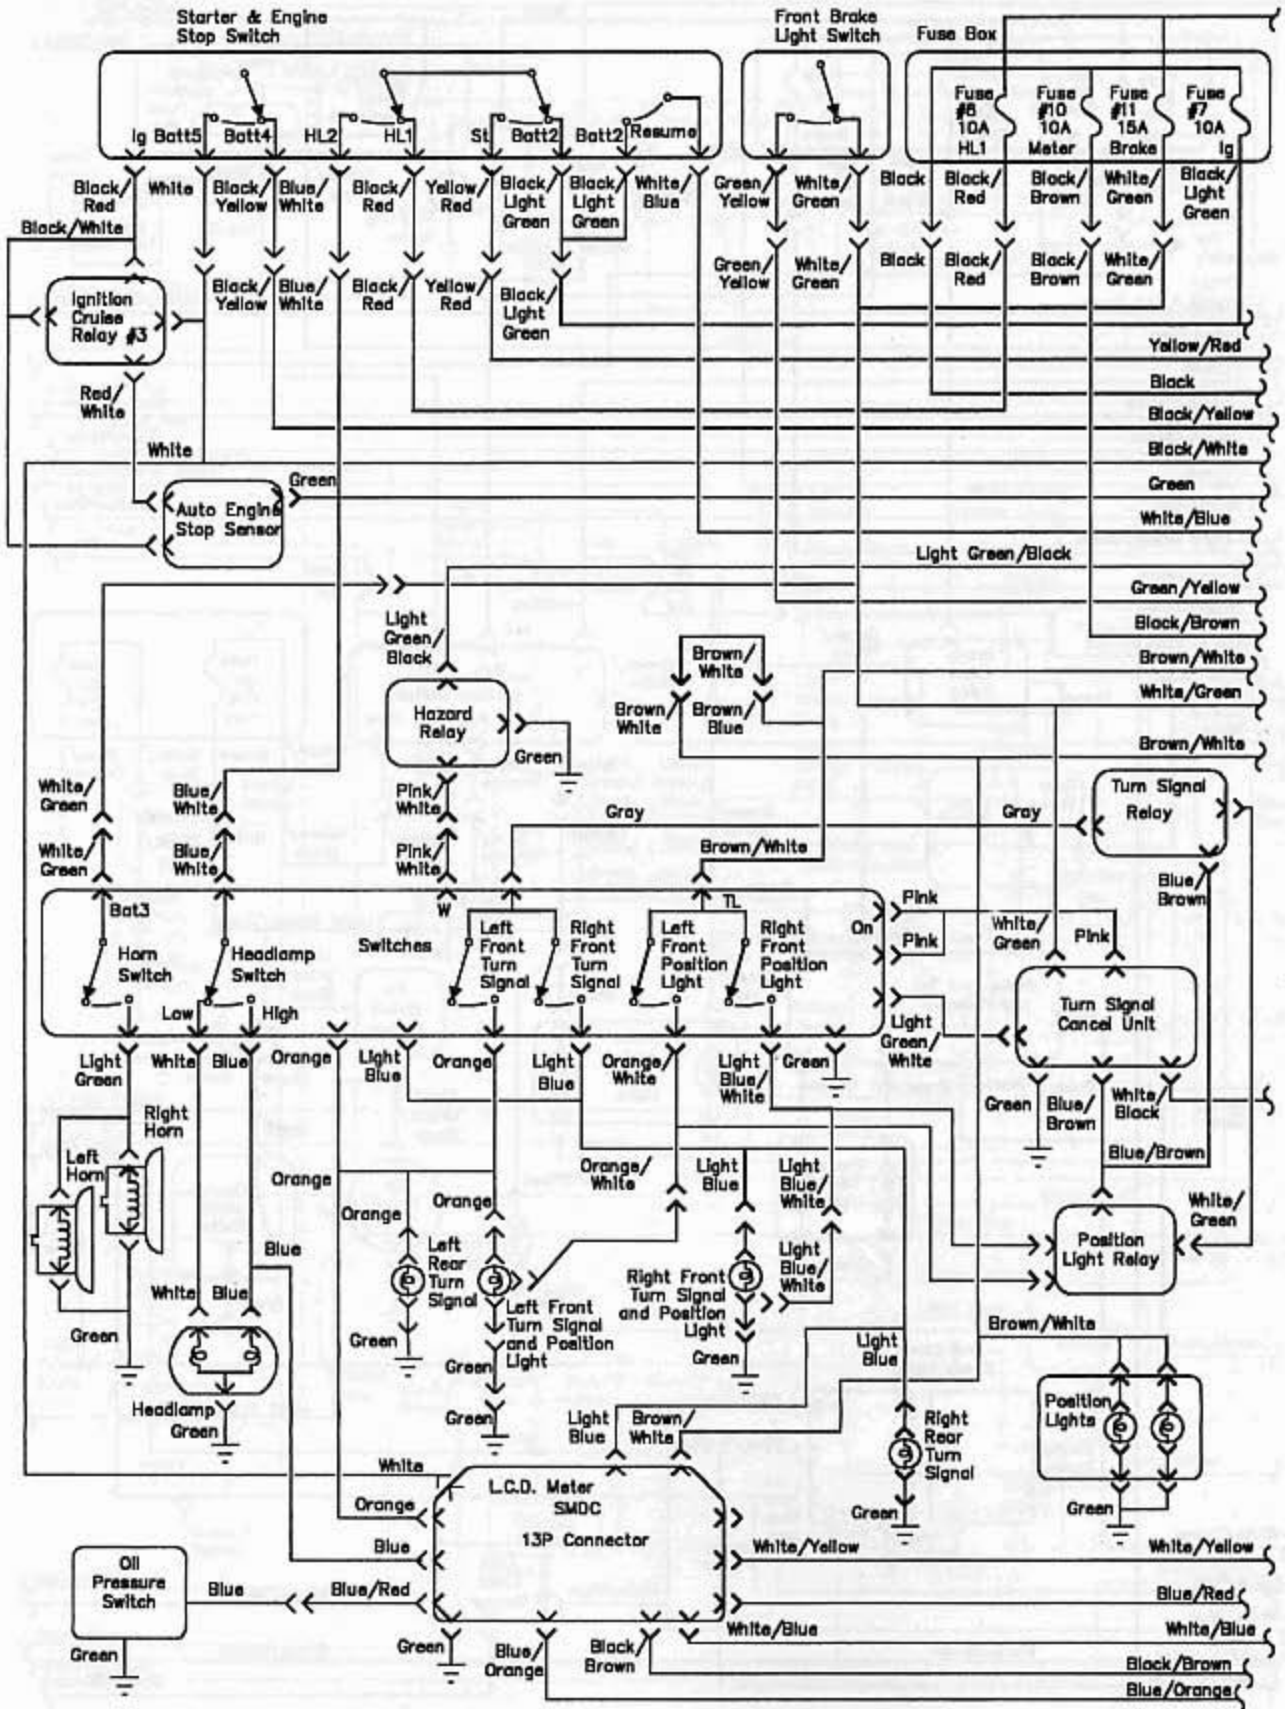 Starter & Engine
Stop Switch
Front Brake
Light Switch
Fuse Box
Ig Batt5 Batt4 HL2 HL1 St Batt2 Batt2 Resume
Fuse
#8
10A
HL1
Fuse
#10
10A
Meter
Fuse
#11
15A
Brake
Fuse
#7
10A
Ig
Black/
Red
White
Black/
Yellow
Blue/
White
Black/
Red
Yellow/
Red
Black/
Light
Green
Black/
Light
Green
White/
Blue
Green/
Yellow
White/
Green
Black
Black/
Red
Black/
Brown
White/
Green
Black/
Light
Green
Black/White
Ignition
Cruise
Relay #3
Black/
Yellow
Blue/
White
Black/
Red
Yellow/
Red
Black/
Light
Green
Green/
Yellow
White/
Green
Black
Black/
Red
Black/
Brown
White/
Green
Red/
White
Yellow/Red
Black
Black/Yellow
White
Black/White
Green
Green
Auto Engine
Stop Sensor
White/Blue
Light Green/Black
Green/Yellow
Light
Green/
Black
Black/Brown
Brown/
White
Brown/White
White/Green
Hazard
Relay
Brown/
White
Brown/
Blue
Green
Brown/White
White/
Green
Blue/
White
Pink/
White
Turn Signal
Relay
Gray
Gray
White/
Green
Blue/
White
Pink/
White
Brown/White
Blue/
Brown
Bat3
W
TL
On
Pink
Pink
White/
Green
Pink
Horn
Switch
Headlamp
Switch
Switches
Left
Front
Turn
Signal
Right
Front
Turn
Signal
Left
Front
Position
Light
Right
Front
Position
Light
Low
High
Turn Signal
Cancel Unit
Light
Green/
White
Light
Green
White
Blue
Orange
Light
Blue
Orange
Light
Blue
Orange/
White
Light
Blue/
White
Green
Green
Blue/
Brown
White/
Black
Right
Horn
Left
Horn
Blue/Brown
Orange
Orange/
White
Light
Blue
Light
Blue/
White
Orange
Orange
White/
Green
Blue
Left
Rear
Turn
Signal
Right Front
Turn Signal
and Position
Light
Light
Blue/
White
Position
Light Relay
White
Blue
Left Front
Turn Signal
and Position
Light
Green
Green
Green
Green
Light
Blue
Brown/White
Headlamp
Green
Green
Light
Blue
Brown/
White
Right
Rear
Turn
Signal
Position
Lights
White
L.C.D. Meter
SMDC
13P Connector
Orange
Green
Green
Blue
White/Yellow
White/Yellow
Oil
Pressure
Switch
Blue
Blue/Red
Blue/Red
Green
Green
Blue/
Orange
Black/
Brown
White/Blue
White/Blue
Black/Brown
Blue/Orange